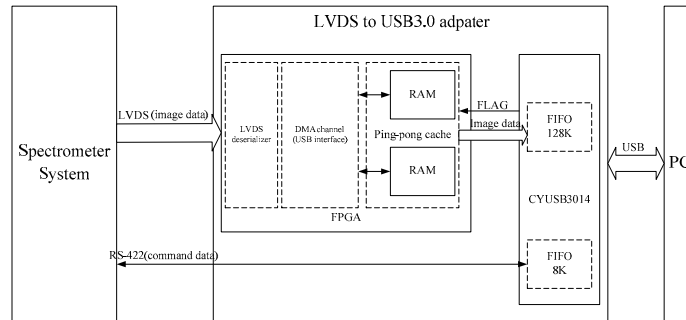 LVDS to USB3.0 adpater
LVDS (image data)
Spectrometer
System
LVDS
deserializer
DMA channel
(USB interface)
RAM
Ping-pong cache
RAM
FPGA
FLAG
Image data
FIFO
128K
CYUSB3014
FIFO
8K
USB
PC
RS-422(command data)